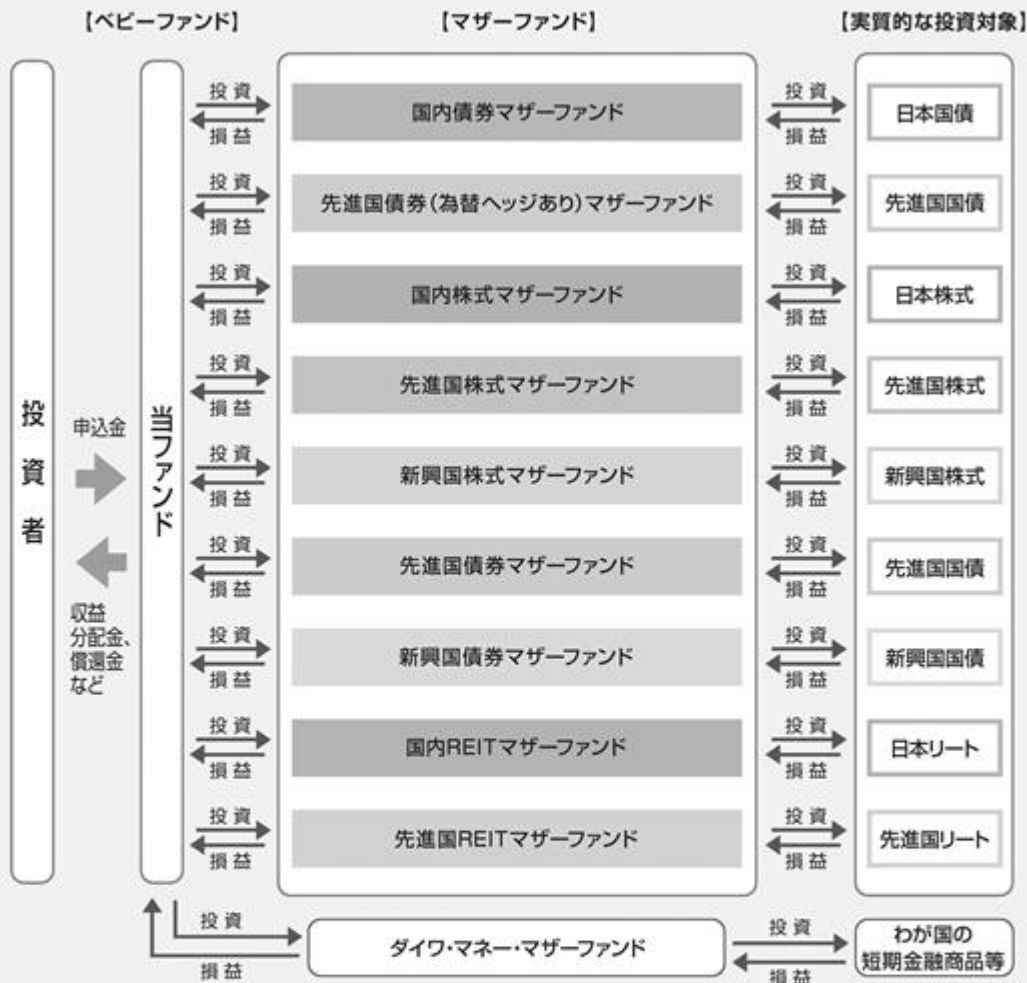 【ベビーファンド】
【マザーファンド】
【実質的な投資対象】
投資者
申込金
収益
分配金、
償還金
など
当ファンド
投資
損益
国内債券マザーファンド
投資
損益
日本国債
投資
損益
先進国債券(為替ヘッジあり)マザーファンド
投資
損益
先進国国債
投資
損益
国内株式マザーファンド
投資
損益
日本株式
投資
損益
先進国株式マザーファンド
投資
損益
先進国株式
投資
損益
新興国株式マザーファンド
投資
損益
新興国株式
投資
損益
先進国債券マザーファンド
投資
損益
先進国国債
投資
損益
新興国債券マザーファンド
投資
損益
新興国国債
投資
損益
国内REITマザーファンド
投資
損益
日本リート
投資
損益
先進国REITマザーファンド
投資
損益
先進国リート
投資
損益
ダイワ・マネー・マザーファンド
投資
損益
わが国の
短期金融商品等